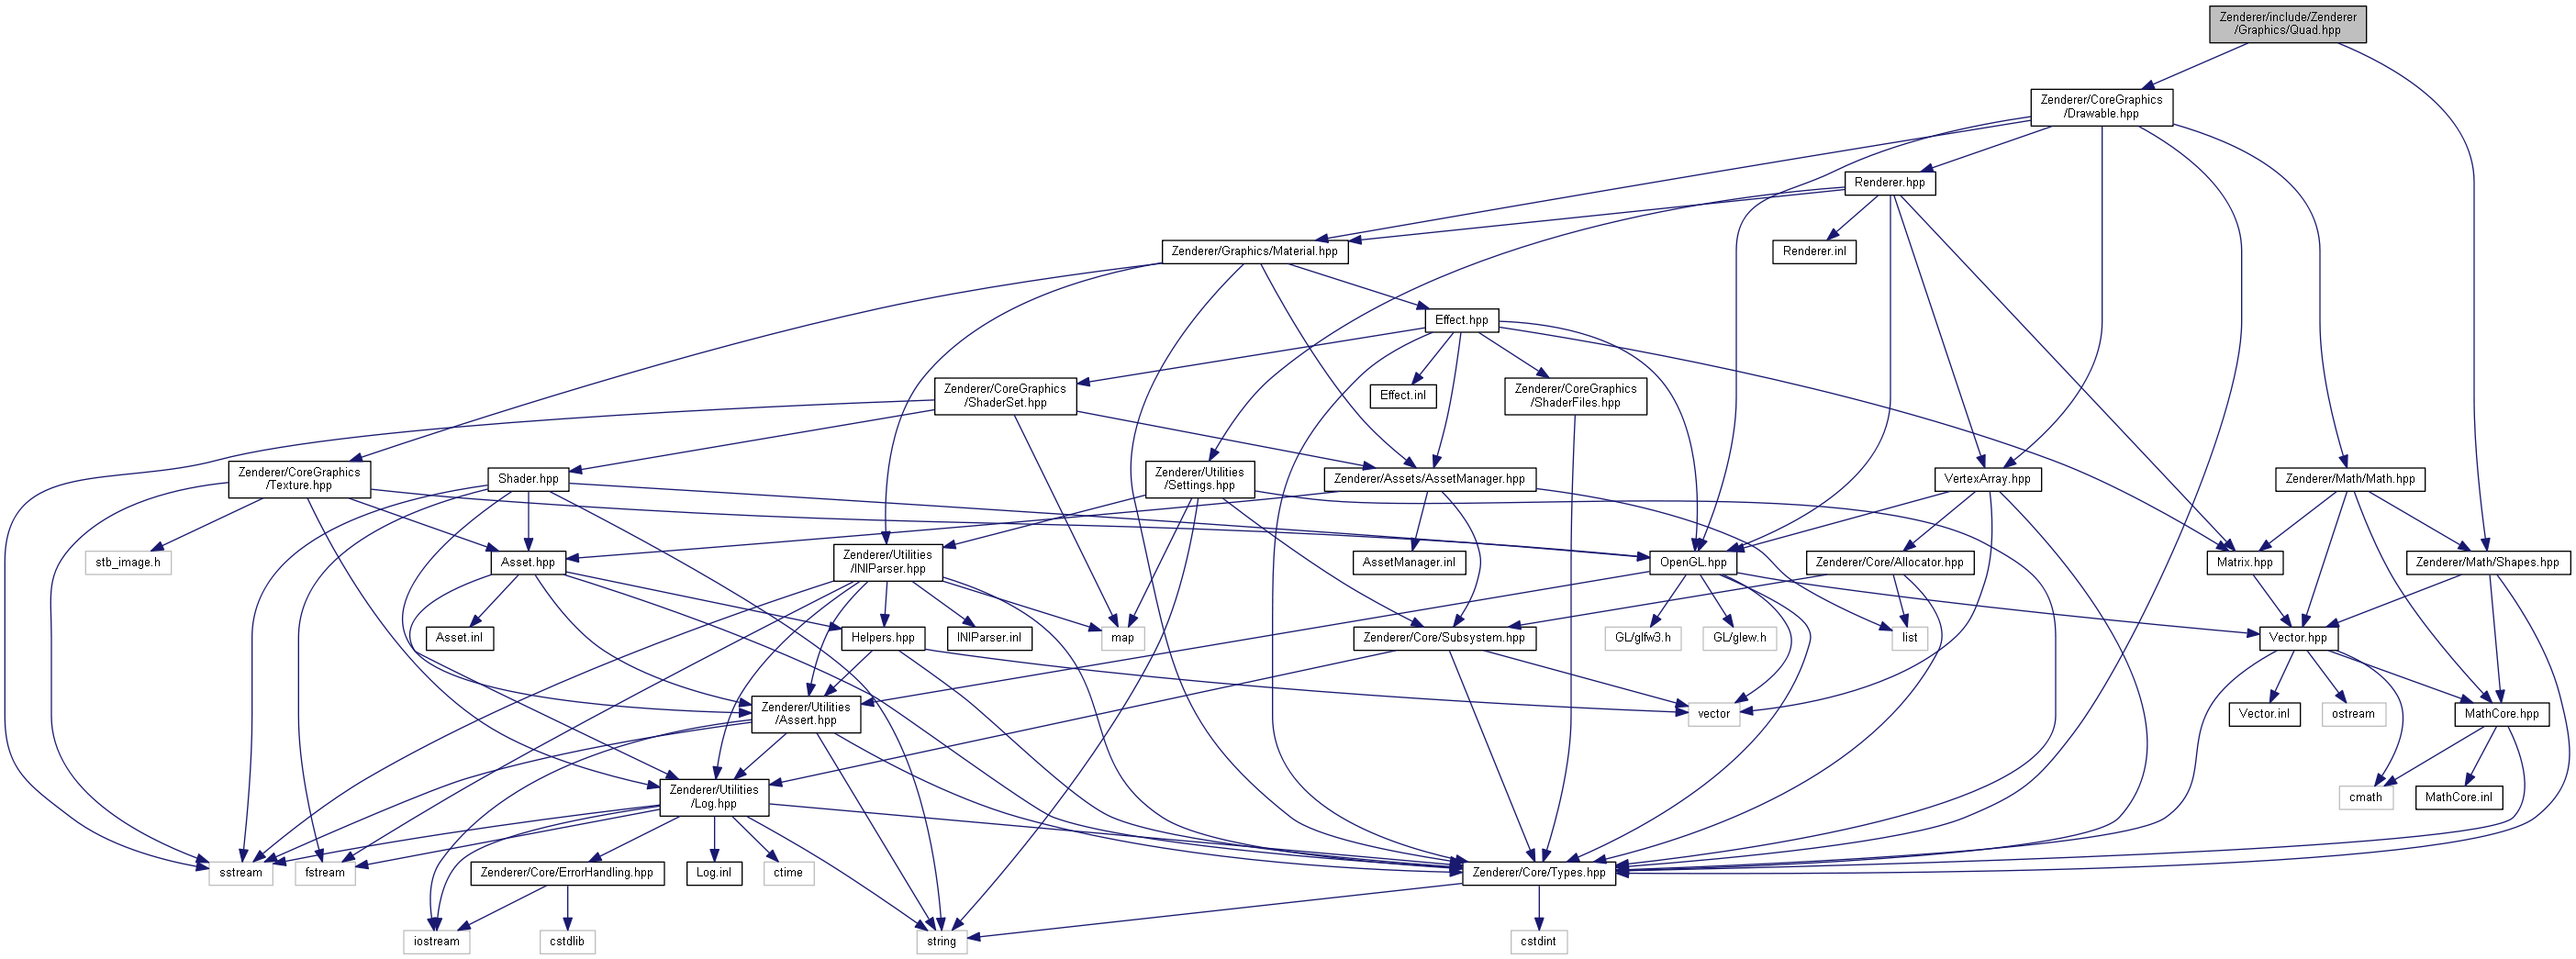 Zenderer/include/Zenderer
/Graphics/Quad.hpp
Zenderer/CoreGraphics
/Drawable.hpp
Renderer.hpp
Zenderer/Graphics/Material.hpp
Renderer.inl
Effect.hpp
Zenderer/CoreGraphics
/ShaderSet.hpp
Effect.inl
Zenderer/CoreGraphics
/ShaderFiles.hpp
Zenderer/CoreGraphics
/Texture.hpp
Shader.hpp
Zenderer/Utilities
/Settings.hpp
Zenderer/Assets/AssetManager.hpp
VertexArray.hpp
Zenderer/Math/Math.hpp
stb_image.h
Asset.hpp
Zenderer/Utilities
/INIParser.hpp
AssetManager.inl
OpenGL.hpp
Zenderer/Core/Allocator.hpp
Matrix.hpp
Zenderer/Math/Shapes.hpp
Asset.inl
Helpers.hpp
INIParser.inl
map
Zenderer/Core/Subsystem.hpp
GL/glfw3.h
GL/glew.h
list
Vector.hpp
Zenderer/Utilities
/Assert.hpp
vector
Vector.inl
ostream
MathCore.hpp
Zenderer/Utilities
/Log.hpp
cmath
MathCore.inl
sstream
fstream
Zenderer/Core/ErrorHandling.hpp
Log.inl
ctime
Zenderer/Core/Types.hpp
iostream
cstdlib
string
cstdint